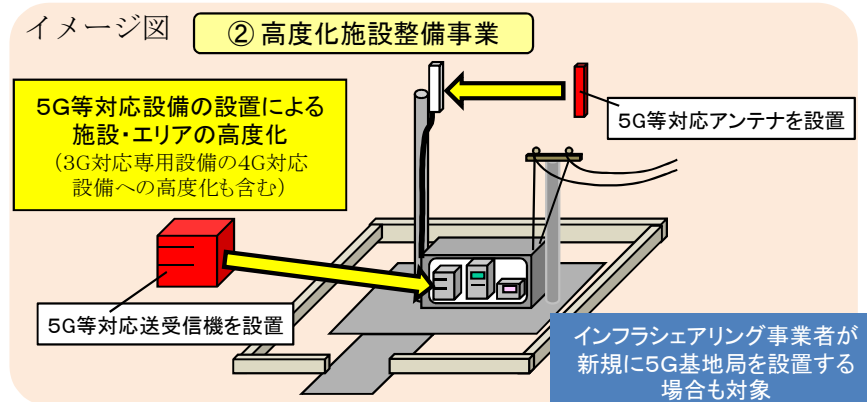 イメージ図
② 高度化施設整備事業
5G等対応設備の設置による
施設・エリアの高度化
（3G対応専用設備の4G対応
設備への高度化も含む）
5G等対応アンテナを設置
5G等対応送受信機を設置
インフラシェアリング事業者が
新規に5G基地局を設置する
場合も対象